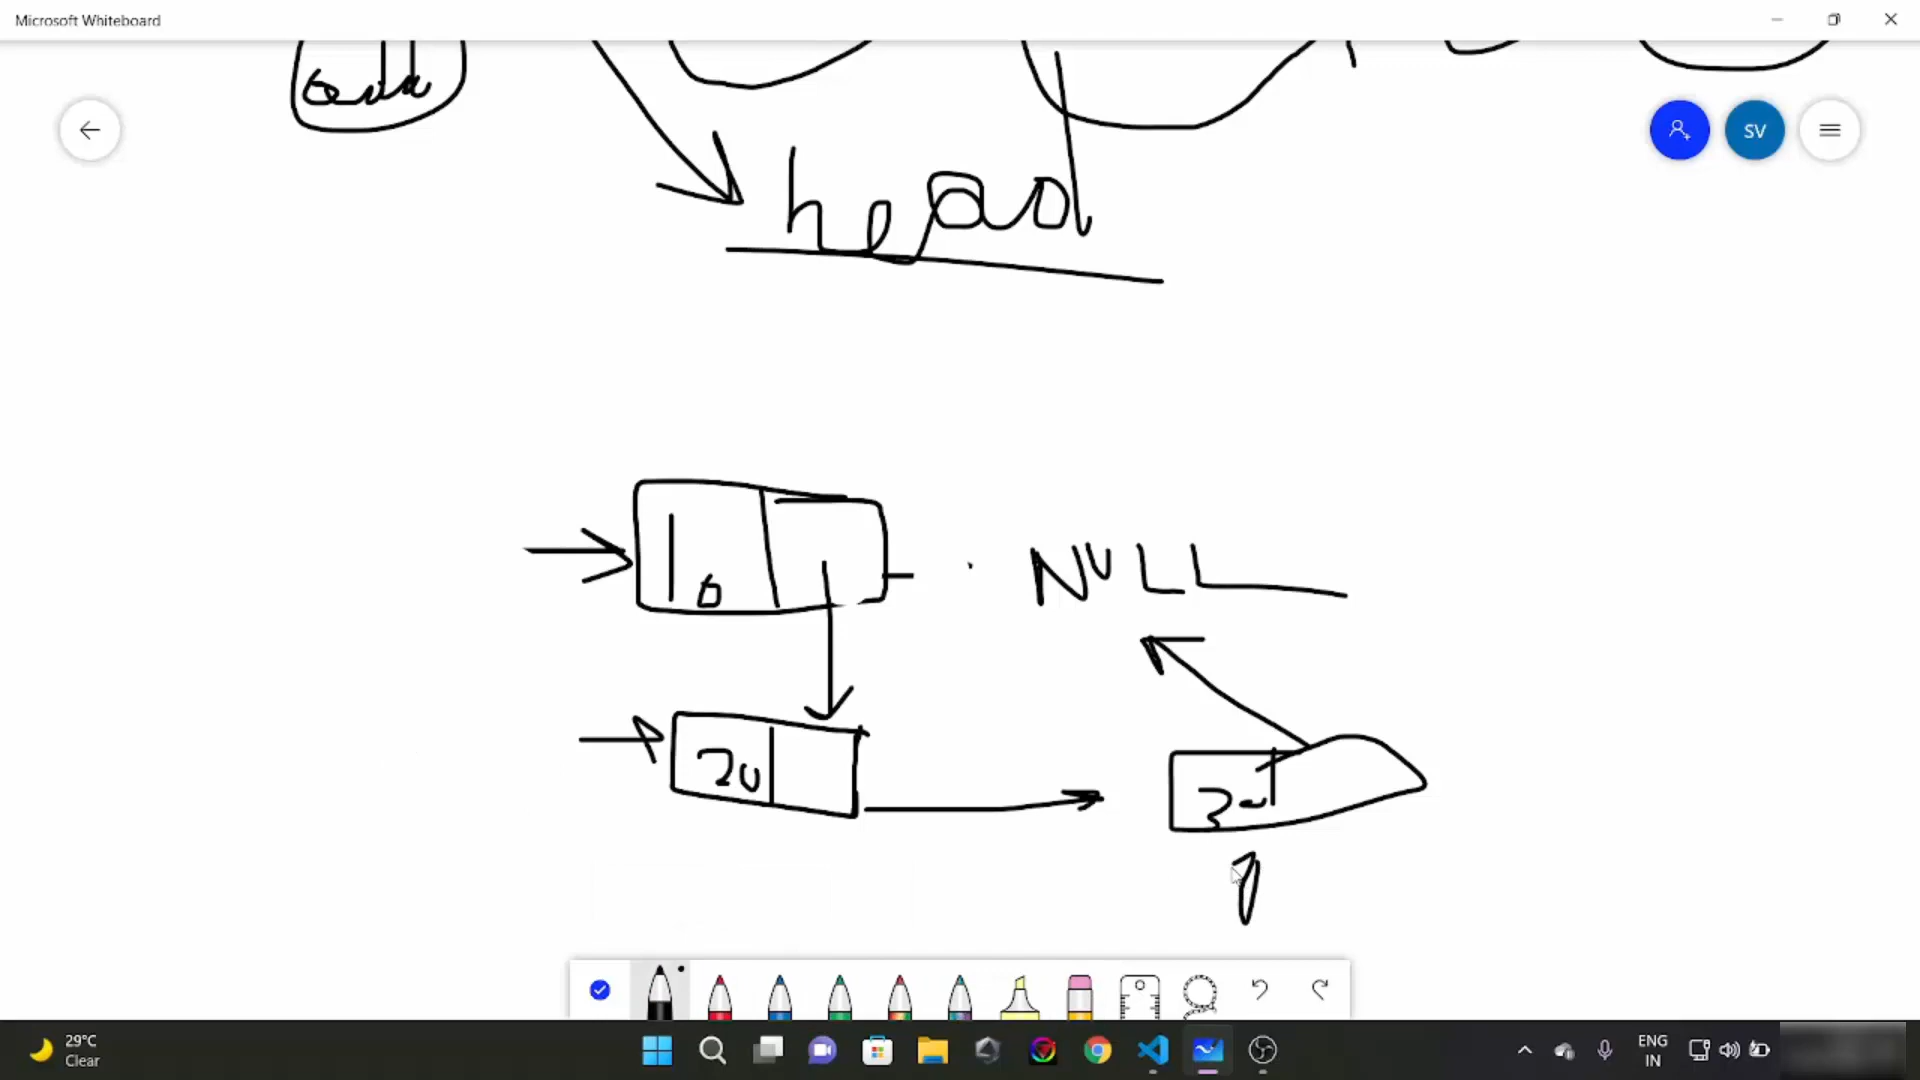 Microsoft Whiteboard
SV
head
10
NULL
20
30
29°C
Clear
ENG
IN